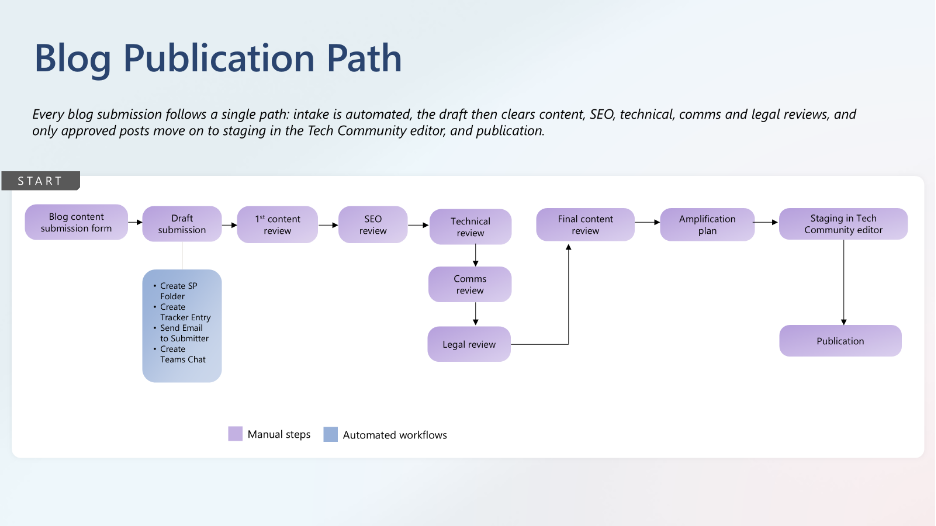 Blog Publication Path
Every blog submission follows a single path: intake is automated, the draft then clears content, SEO, technical, comms and legal reviews, and
only approved posts move on to staging in the Tech Community editor, and publication.
START
Blog content
submission form
Draft
submission
1st content
review
SEO
review
Technical
review
Final content
review
Amplification
plan
Staging in Tech
Community editor
• Create SP
Folder
• Create
Tracker Entry
• Send Email
to Submitter
• Create
Teams Chat
Comms
review
Legal review
Publication
Manual steps
Automated workflows